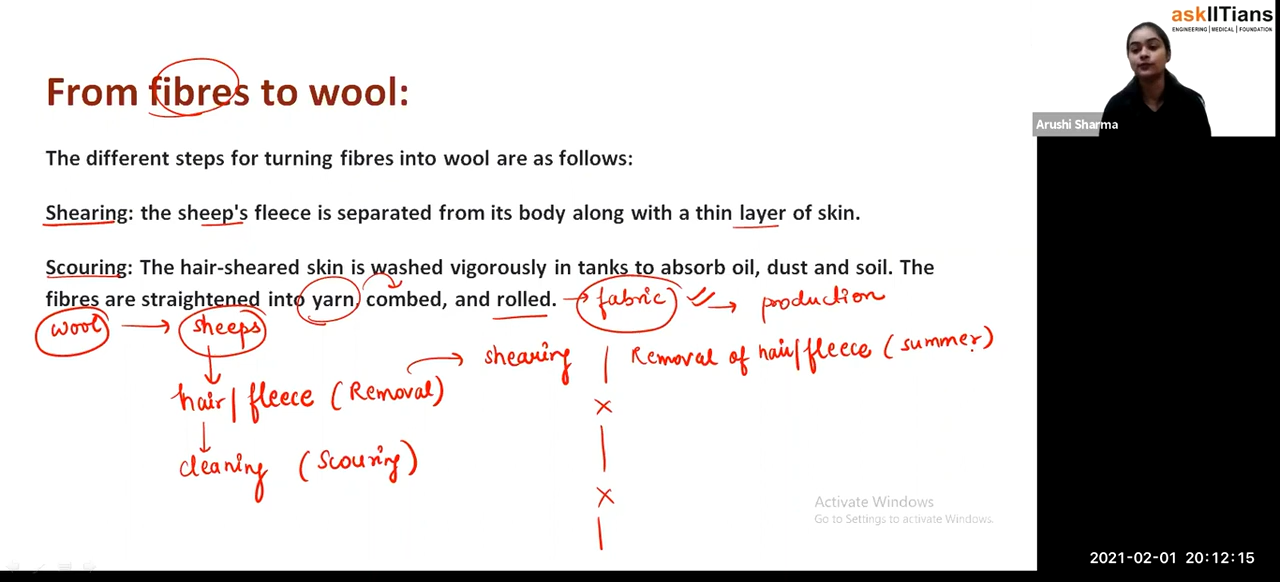 askIITians
ENGINEERING | MEDICAL | FOUNDATION
From fibres to wool:
Arushi Sharma
The different steps for turning fibres into wool are as follows:
Shearing: the sheep's fleece is separated from its body along with a thin layer of skin.
Scouring: The hair-sheared skin is washed vigorously in tanks to absorb oil, dust and soil. The
fibres are straightened into yarn, combed, and rolled. → fabric → production
wool → sheeps
shearing | Removal of hair/fleece (summer)
hair/fleece (Removal)
cleaning (scouring)
Activate Windows
Go to Settings to activate Windows.
2021-02-01 20:12:15